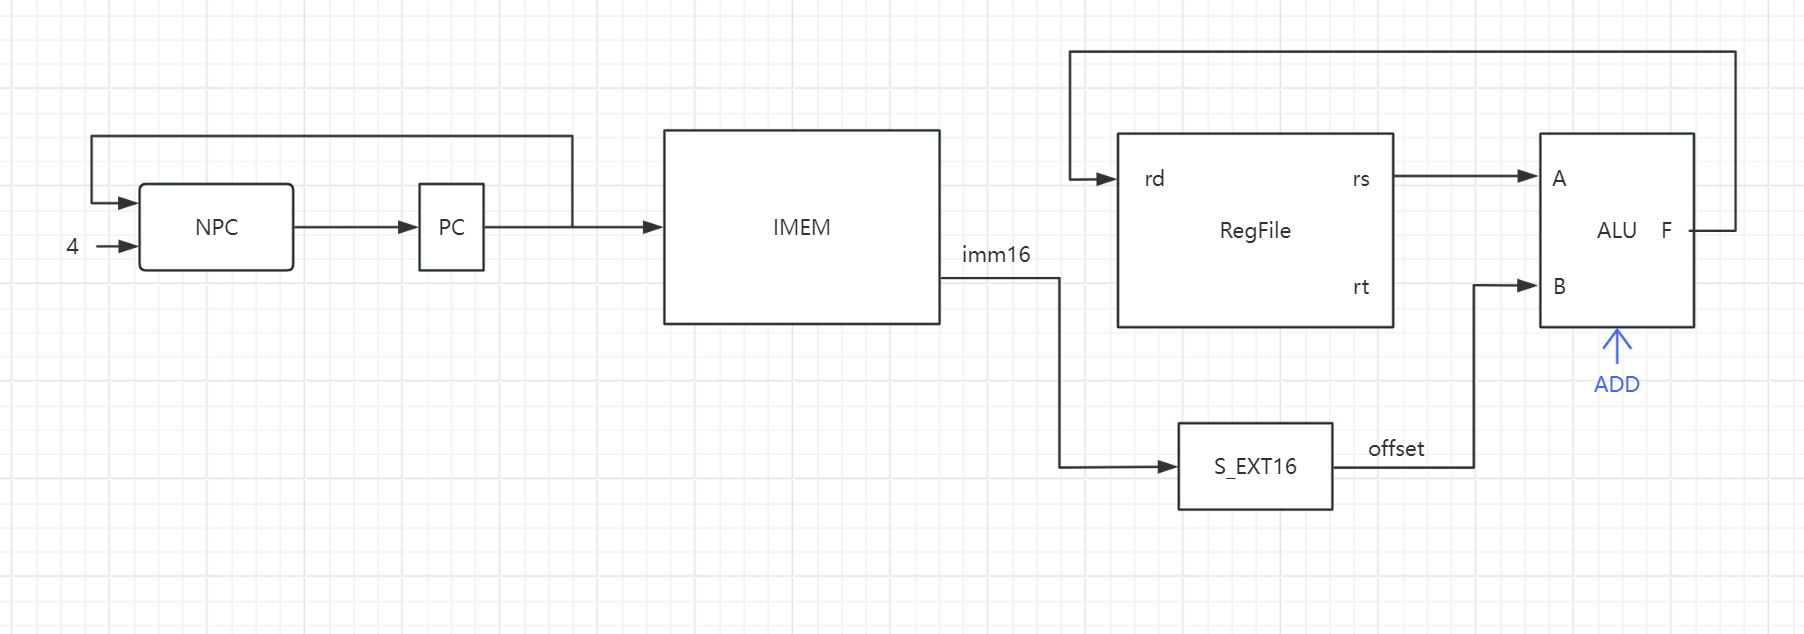 4
NPC
PC
IMEM
imm16
rd
rs
RegFile
rt
A
ALU
F
B
ADD
S_EXT16
offset